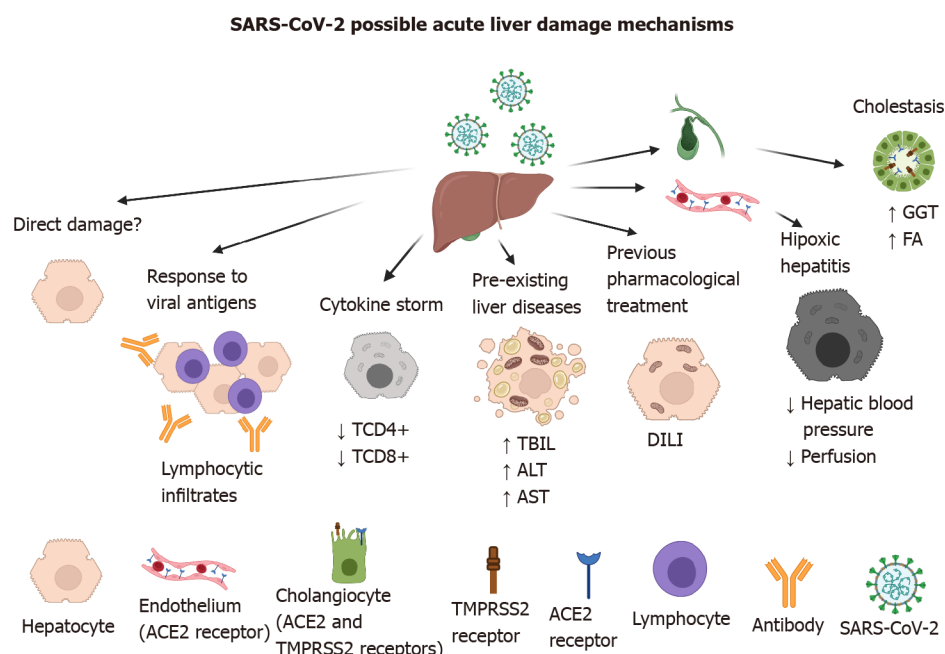 SARS-CoV-2 possible acute liver damage mechanisms
Cholestasis
↑ GGT
↑ FA
Direct damage?
Response to
viral antigens
Lymphocytic
infiltrates
Cytokine storm
↓ TCD4+
↓ TCD8+
Pre-existing
liver diseases
↑ TBIL
↑ ALT
↑ AST
Previous
pharmacological
treatment
DILI
Hipoxic
hepatitis
↓ Hepatic blood
pressure
↓ Perfusion
Hepatocyte
Endothelium
(ACE2 receptor)
Cholangiocyte
(ACE2 and
TMPRSS2 receptors)
TMPRSS2
receptor
ACE2
receptor
Lymphocyte
Antibody
SARS-CoV-2